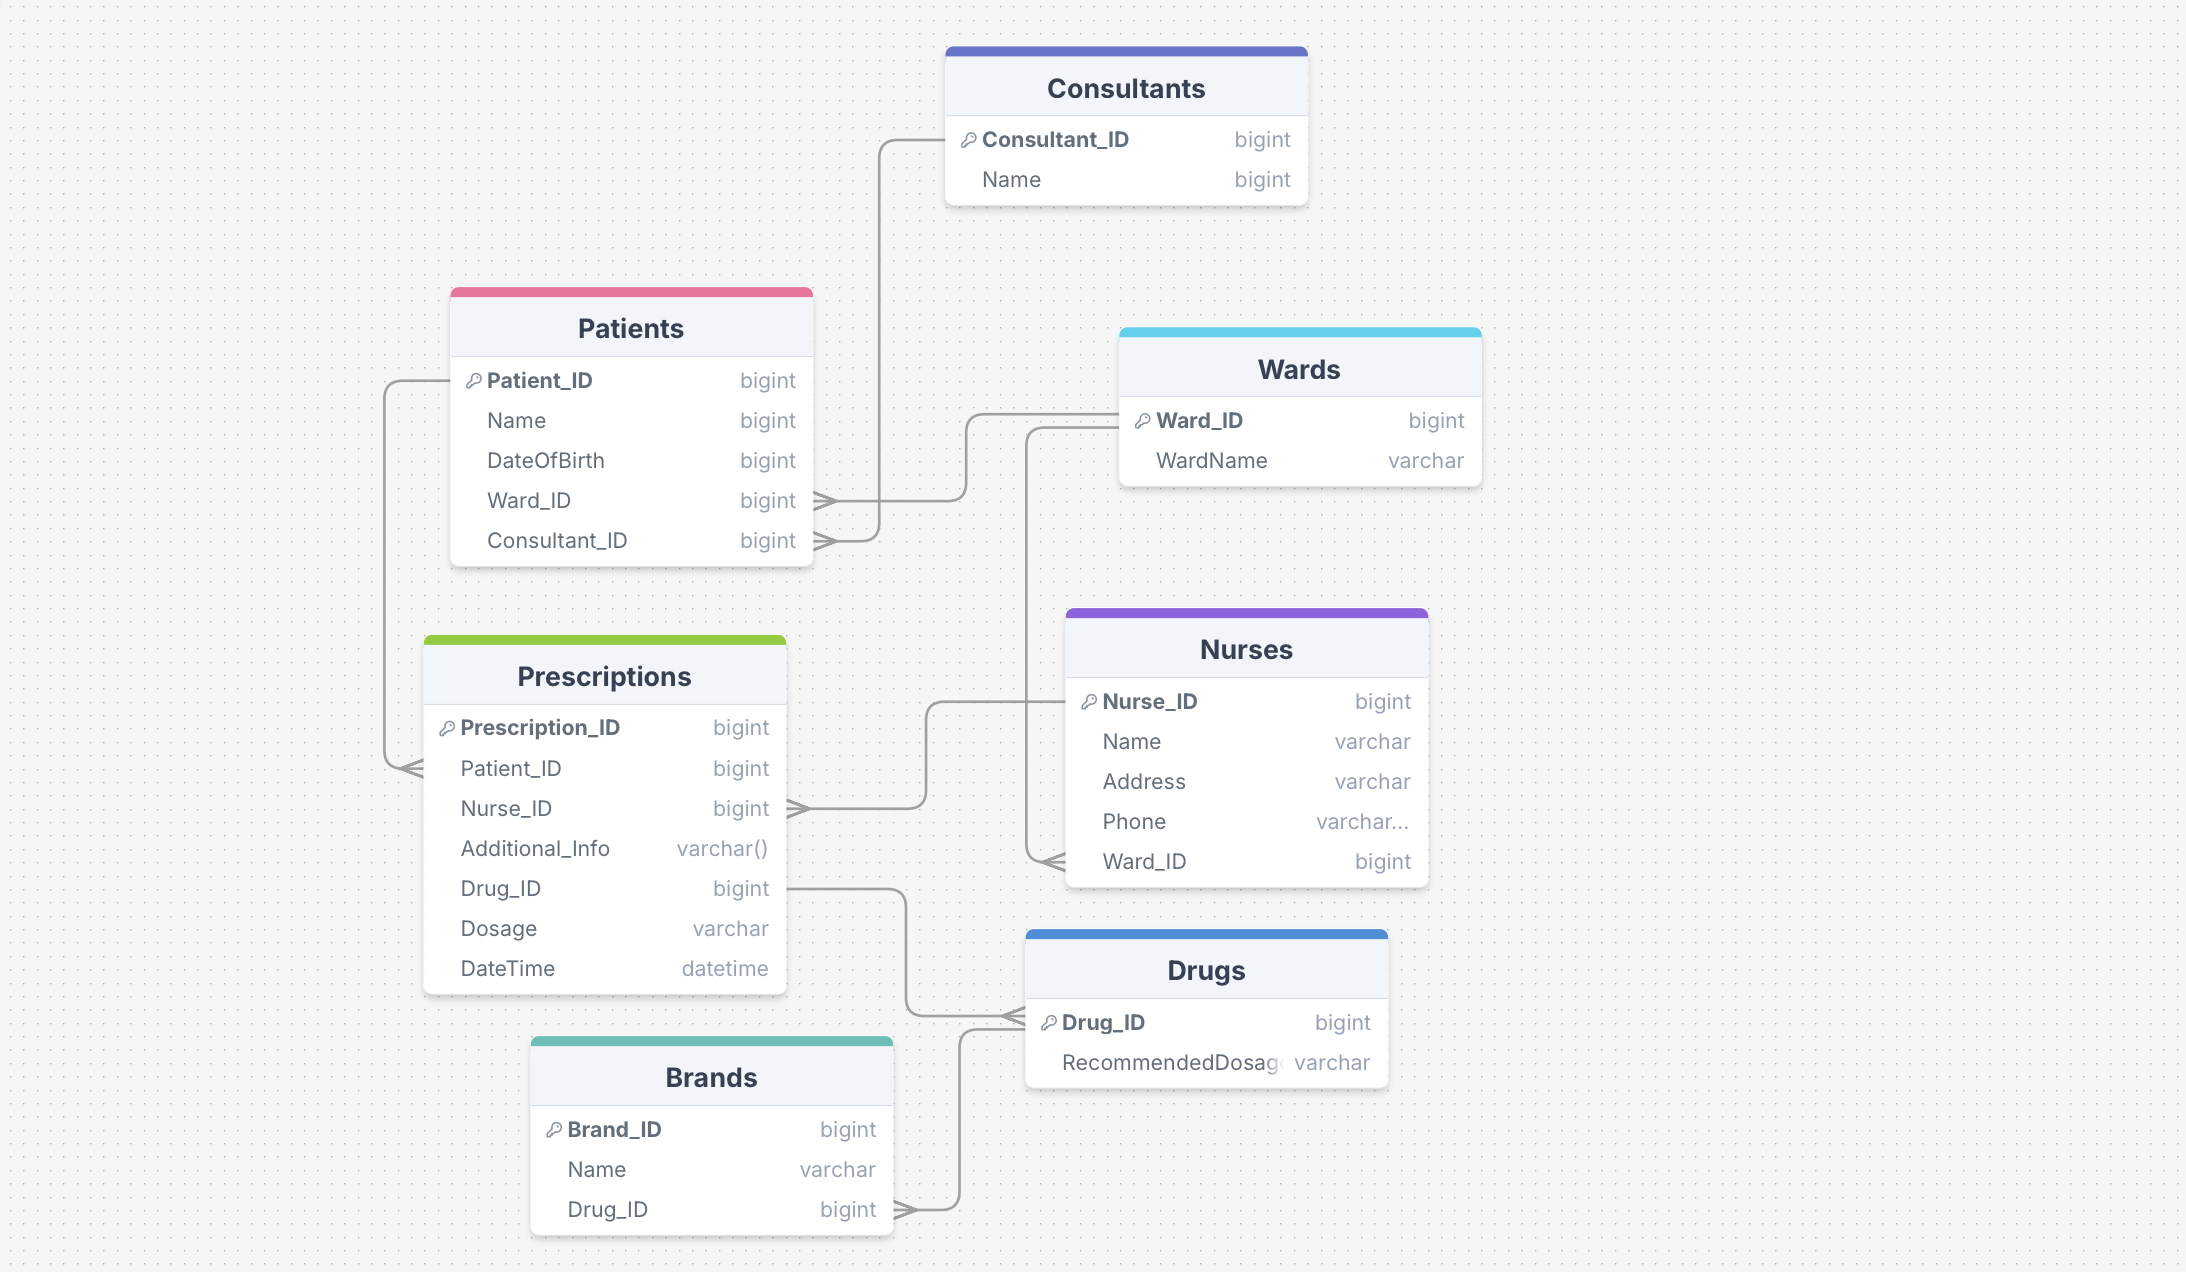 Consultants
Consultant_ID bigint
Name bigint
Patients
Patient_ID bigint
Name bigint
DateOfBirth bigint
Ward_ID bigint
Consultant_ID bigint
Wards
Ward_ID bigint
WardName varchar
Prescriptions
Prescription_ID bigint
Patient_ID bigint
Nurse_ID bigint
Additional_Info varchar()
Drug_ID bigint
Dosage varchar
DateTime datetime
Nurses
Nurse_ID bigint
Name varchar
Address varchar
Phone varchar...
Ward_ID bigint
Drugs
Drug_ID bigint
RecommendedDosag varchar
Brands
Brand_ID bigint
Name varchar
Drug_ID bigint